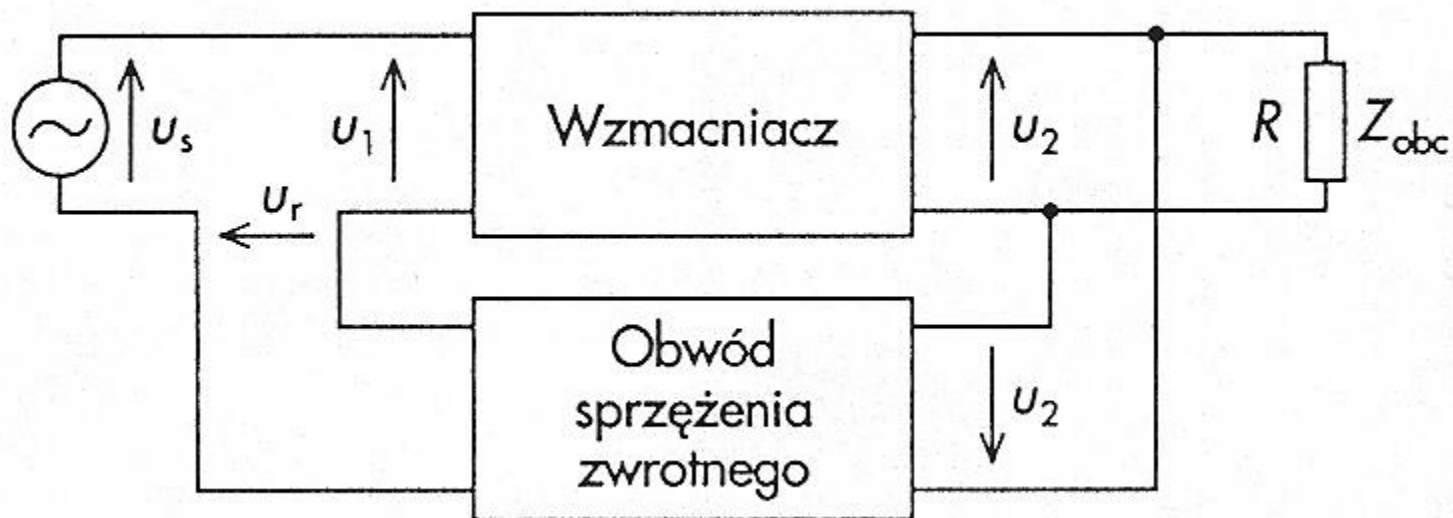 Wzmacniacz
u_s
u_1
u_2
R
Z_obc
u_r
Obwód
sprzężenia
zwrotnego
u_2